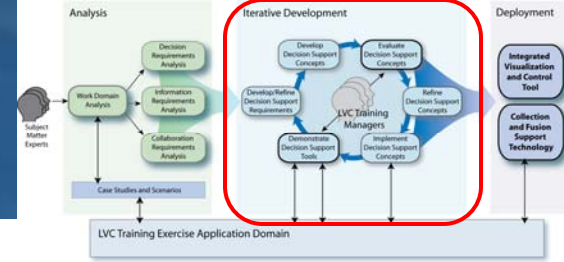 Analysis
Iterative Development
Deployment
Decision
Requirements
Analysis
Develop
Decision Support
Concepts
Evaluate
Decision Support
Concepts
Integrated
Visualization
and Control
Tool
Work Domain
Analysis
Information
Requirements
Analysis
Develop/Refine
Decision Support
Requirements
LVC Training
Managers
Refine
Decision Support
Concepts
Subject
Matter
Experts
Collaboration
Requirements
Analysis
Demonstrate
Decision Support
Tools
Implement
Decision Support
Concepts
Collection
and Fusion
Support
Technology
Case Studies and Scenarios
LVC Training Exercise Application Domain